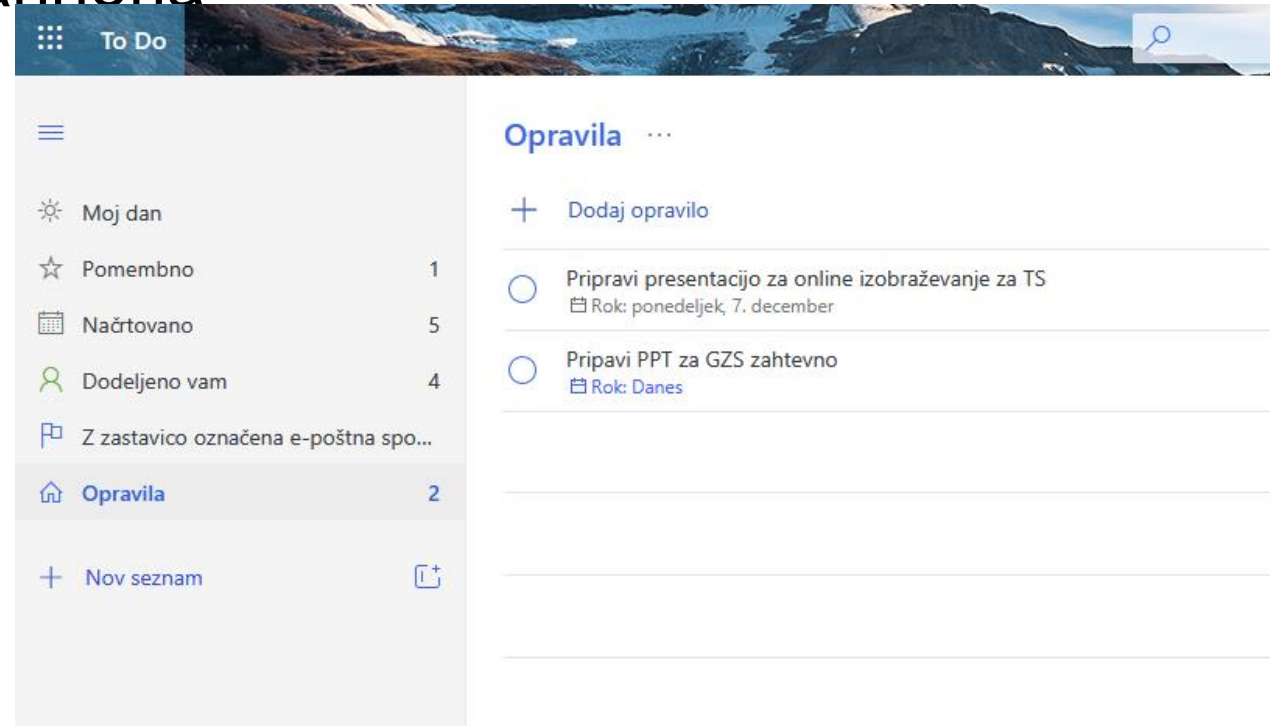 To Do
Opravila
Moj dan
Pomembno 1
Načrtovano 5
Dodeljeno vam 4
Z zastavico označena e-poštna spo...
Opravila 2
Nov seznam
Dodaj opravilo
Pripravi presentacijo za online izobraževanje za TS
Rok: ponedeljek, 7. december
Pripavi PPT za GZS zahtevno
Rok: Danes